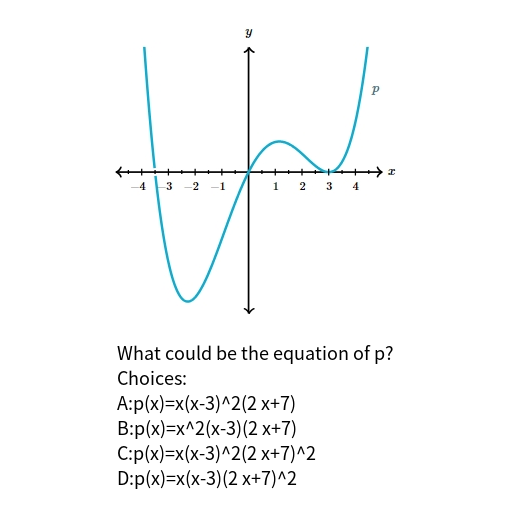 y
p
x
-4 -3 -2 -1 1 2 3 4
What could be the equation of p?
Choices:
A:p(x)=x(x-3)^2(2 x+7)
B:p(x)=x^2(x-3)(2 x+7)
C:p(x)=x(x-3)^2(2 x+7)^2
D:p(x)=x(x-3)(2 x+7)^2